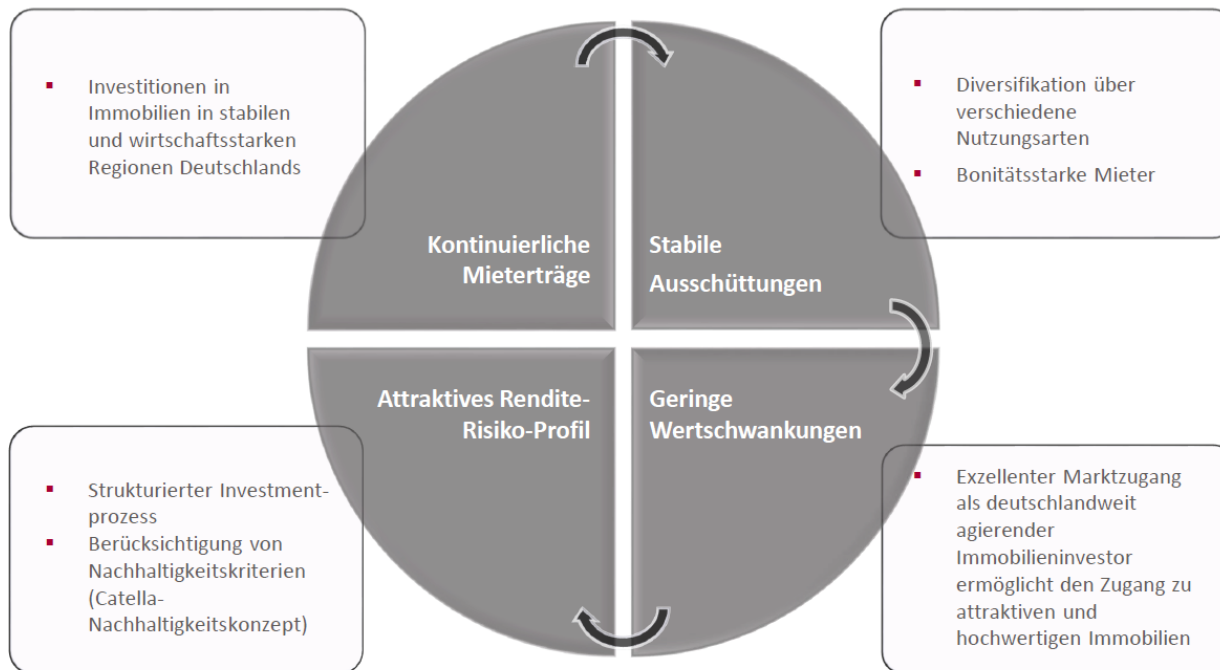 Investitionen in
Immobilien in stabilen
und wirtschaftsstarken
Regionen Deutschlands
Diversifikation über
verschiedene
Nutzungsarten
Bonitätsstarke Mieter
Kontinuierliche
Mieterträge
Stabile
Ausschüttungen
Attraktives Rendite-
Risiko-Profil
Geringe
Wertschwankungen
Strukturierter Investment-
prozess
Berücksichtigung von
Nachhaltigkeitskriterien
(Catella-
Nachhaltigkeitskonzept)
Exzellenter Marktzugang
als deutschlandweit
agierender
Immobilieninvestor
ermöglicht den Zugang zu
attraktiven und
hochwertigen Immobilien